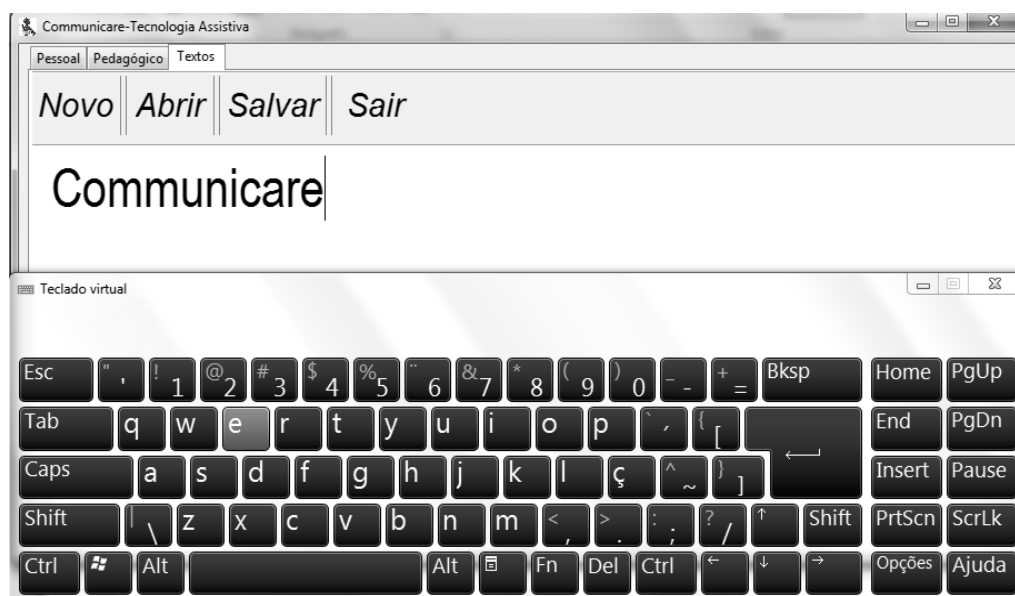 Communicare-Tecnologia Assistiva
Pessoal Pedagógico Textos
Novo Abrir Salvar Sair
Communicare
Teclado virtual
Esc " ' ! 1 @ 2 # 3 $ 4 % 5 ¨ 6 & 7 * 8 ( 9 ) 0 _ - + = Bksp Home PgUp
Tab q w e r t y u i o p ` ´ { [ End PgDn
Caps a s d f g h j k l ç ^ ~ } ] Insert Pause
Shift | \ z x c v b n m < , > . : ; ? / ↑ Shift PrtScn ScrLk
Ctrl Alt Alt Fn Del Ctrl ← ↓ → Opções Ajuda